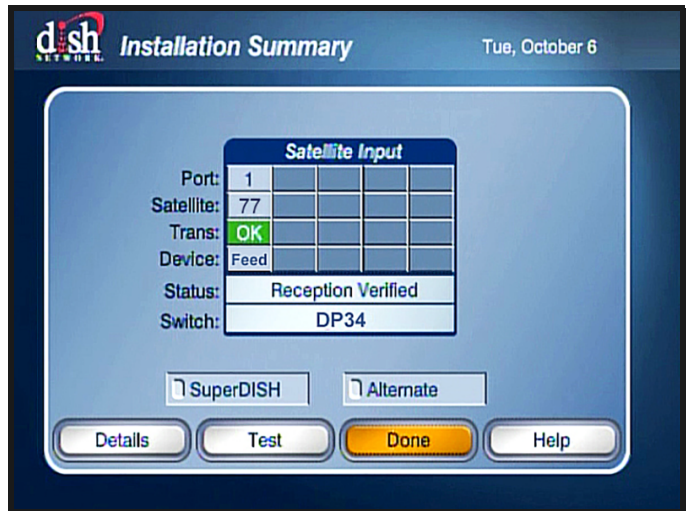 dish
NETWORK
Installation Summary
Tue, October 6
Satellite Input
Port: 1
Satellite: 77
Trans: OK
Device: Feed
Status: Reception Verified
Switch: DP34
SuperDISH
Alternate
Details
Test
Done
Help